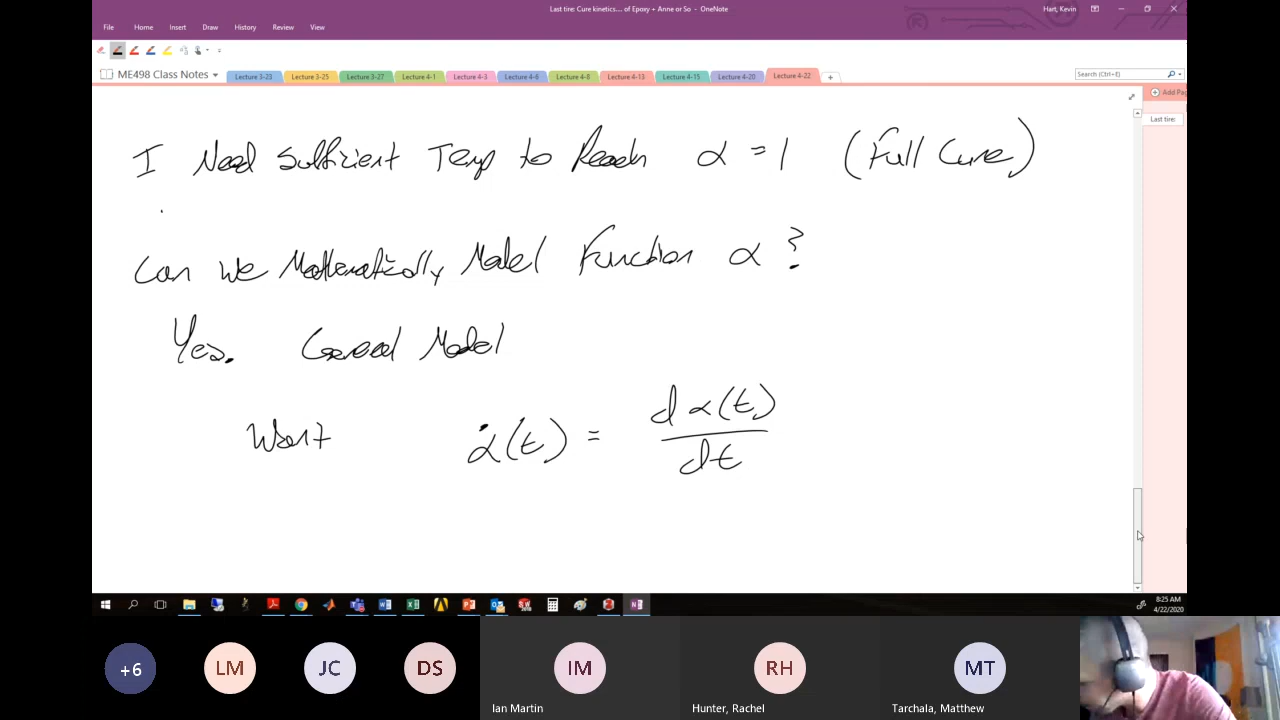 Last tire: Cure kinetics.... of Epoxy + Anne or So - OneNote
Hart, Kevin
File Home Insert Draw History Review View
ME498 Class Notes
Lecture 3-23 Lecture 3-25 Lecture 3-27 Lecture 4-1 Lecture 4-3 Lecture 4-6 Lecture 4-8 Lecture 4-13 Lecture 4-15 Lecture 4-20 Lecture 4-22
Search (Ctrl+E)
Add Pag
Last tire:
I Need Sufficient Temp to Reach α = 1 (Full Cure)
Can we Mathematically Model Function α ?
Yes. General Model
Want α̇(t) = dα(t)/dt
8:25 AM
4/22/2020
+6 LM JC DS IM RH MT
Ian Martin Hunter, Rachel Tarchala, Matthew